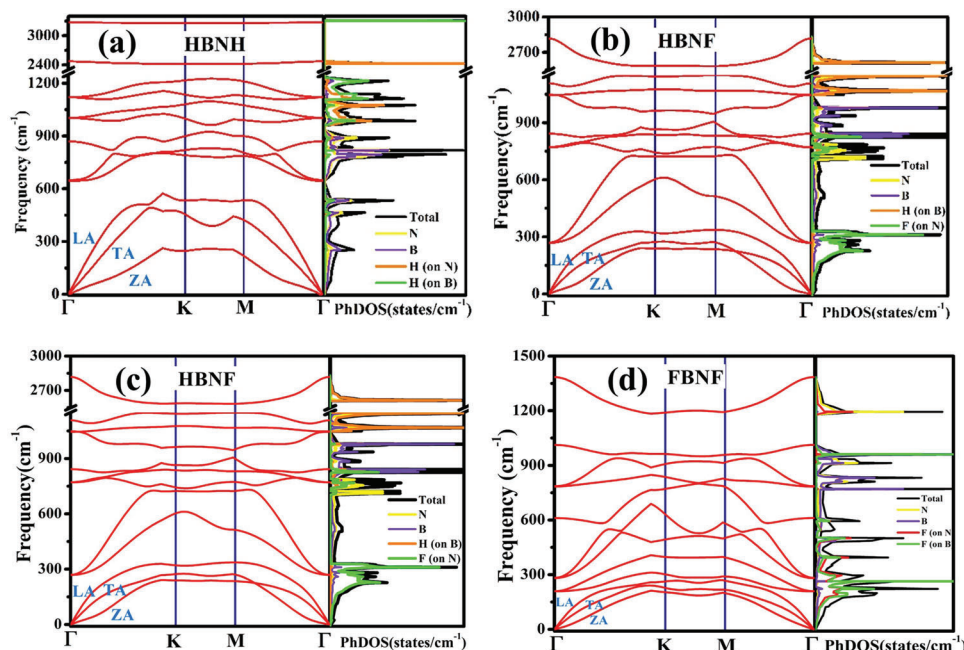 (a) HBNH
Frequency (cm-1)
3300
2400
1200
900
600
300
0
LA
TA
ZA
Γ K M Γ PhDOS(states/cm-1)
Total
N
B
H (on N)
H (on B)
(b) HBNF
Frequency(cm-1)
3000
2700
900
600
300
0
LA TA
ZA
Γ K M Γ PhDOS(states/cm-1)
Total
N
B
H (on B)
F (on N)
(c) HBNF
Frequency(cm-1)
3000
2700
900
600
300
0
LA TA
ZA
Γ K M Γ PhDOS(states/cm-1)
Total
N
B
H (on B)
F (on N)
(d) FBNF
Frequency(cm-1)
1500
1200
900
600
300
0
LA
TA
ZA
Γ K M Γ PhDOS(states/cm-1)
Total
N
B
F (on N)
F (on B)